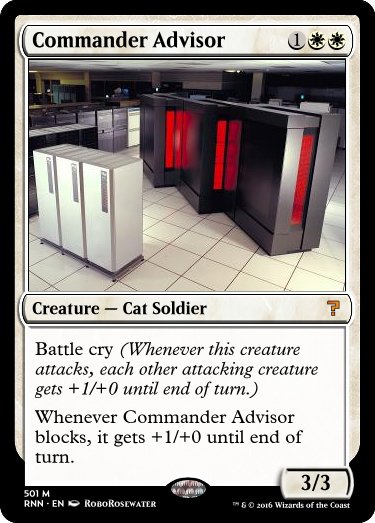 Commander Advisor 1
Creature — Cat Soldier
Battle cry (Whenever this creature
attacks, each other attacking creature
gets +1/+0 until end of turn.)
Whenever Commander Advisor
blocks, it gets +1/+0 until end of
turn.
3/3
501 M
RNN • EN RoboRosewater
™ & © 2016 Wizards of the Coast